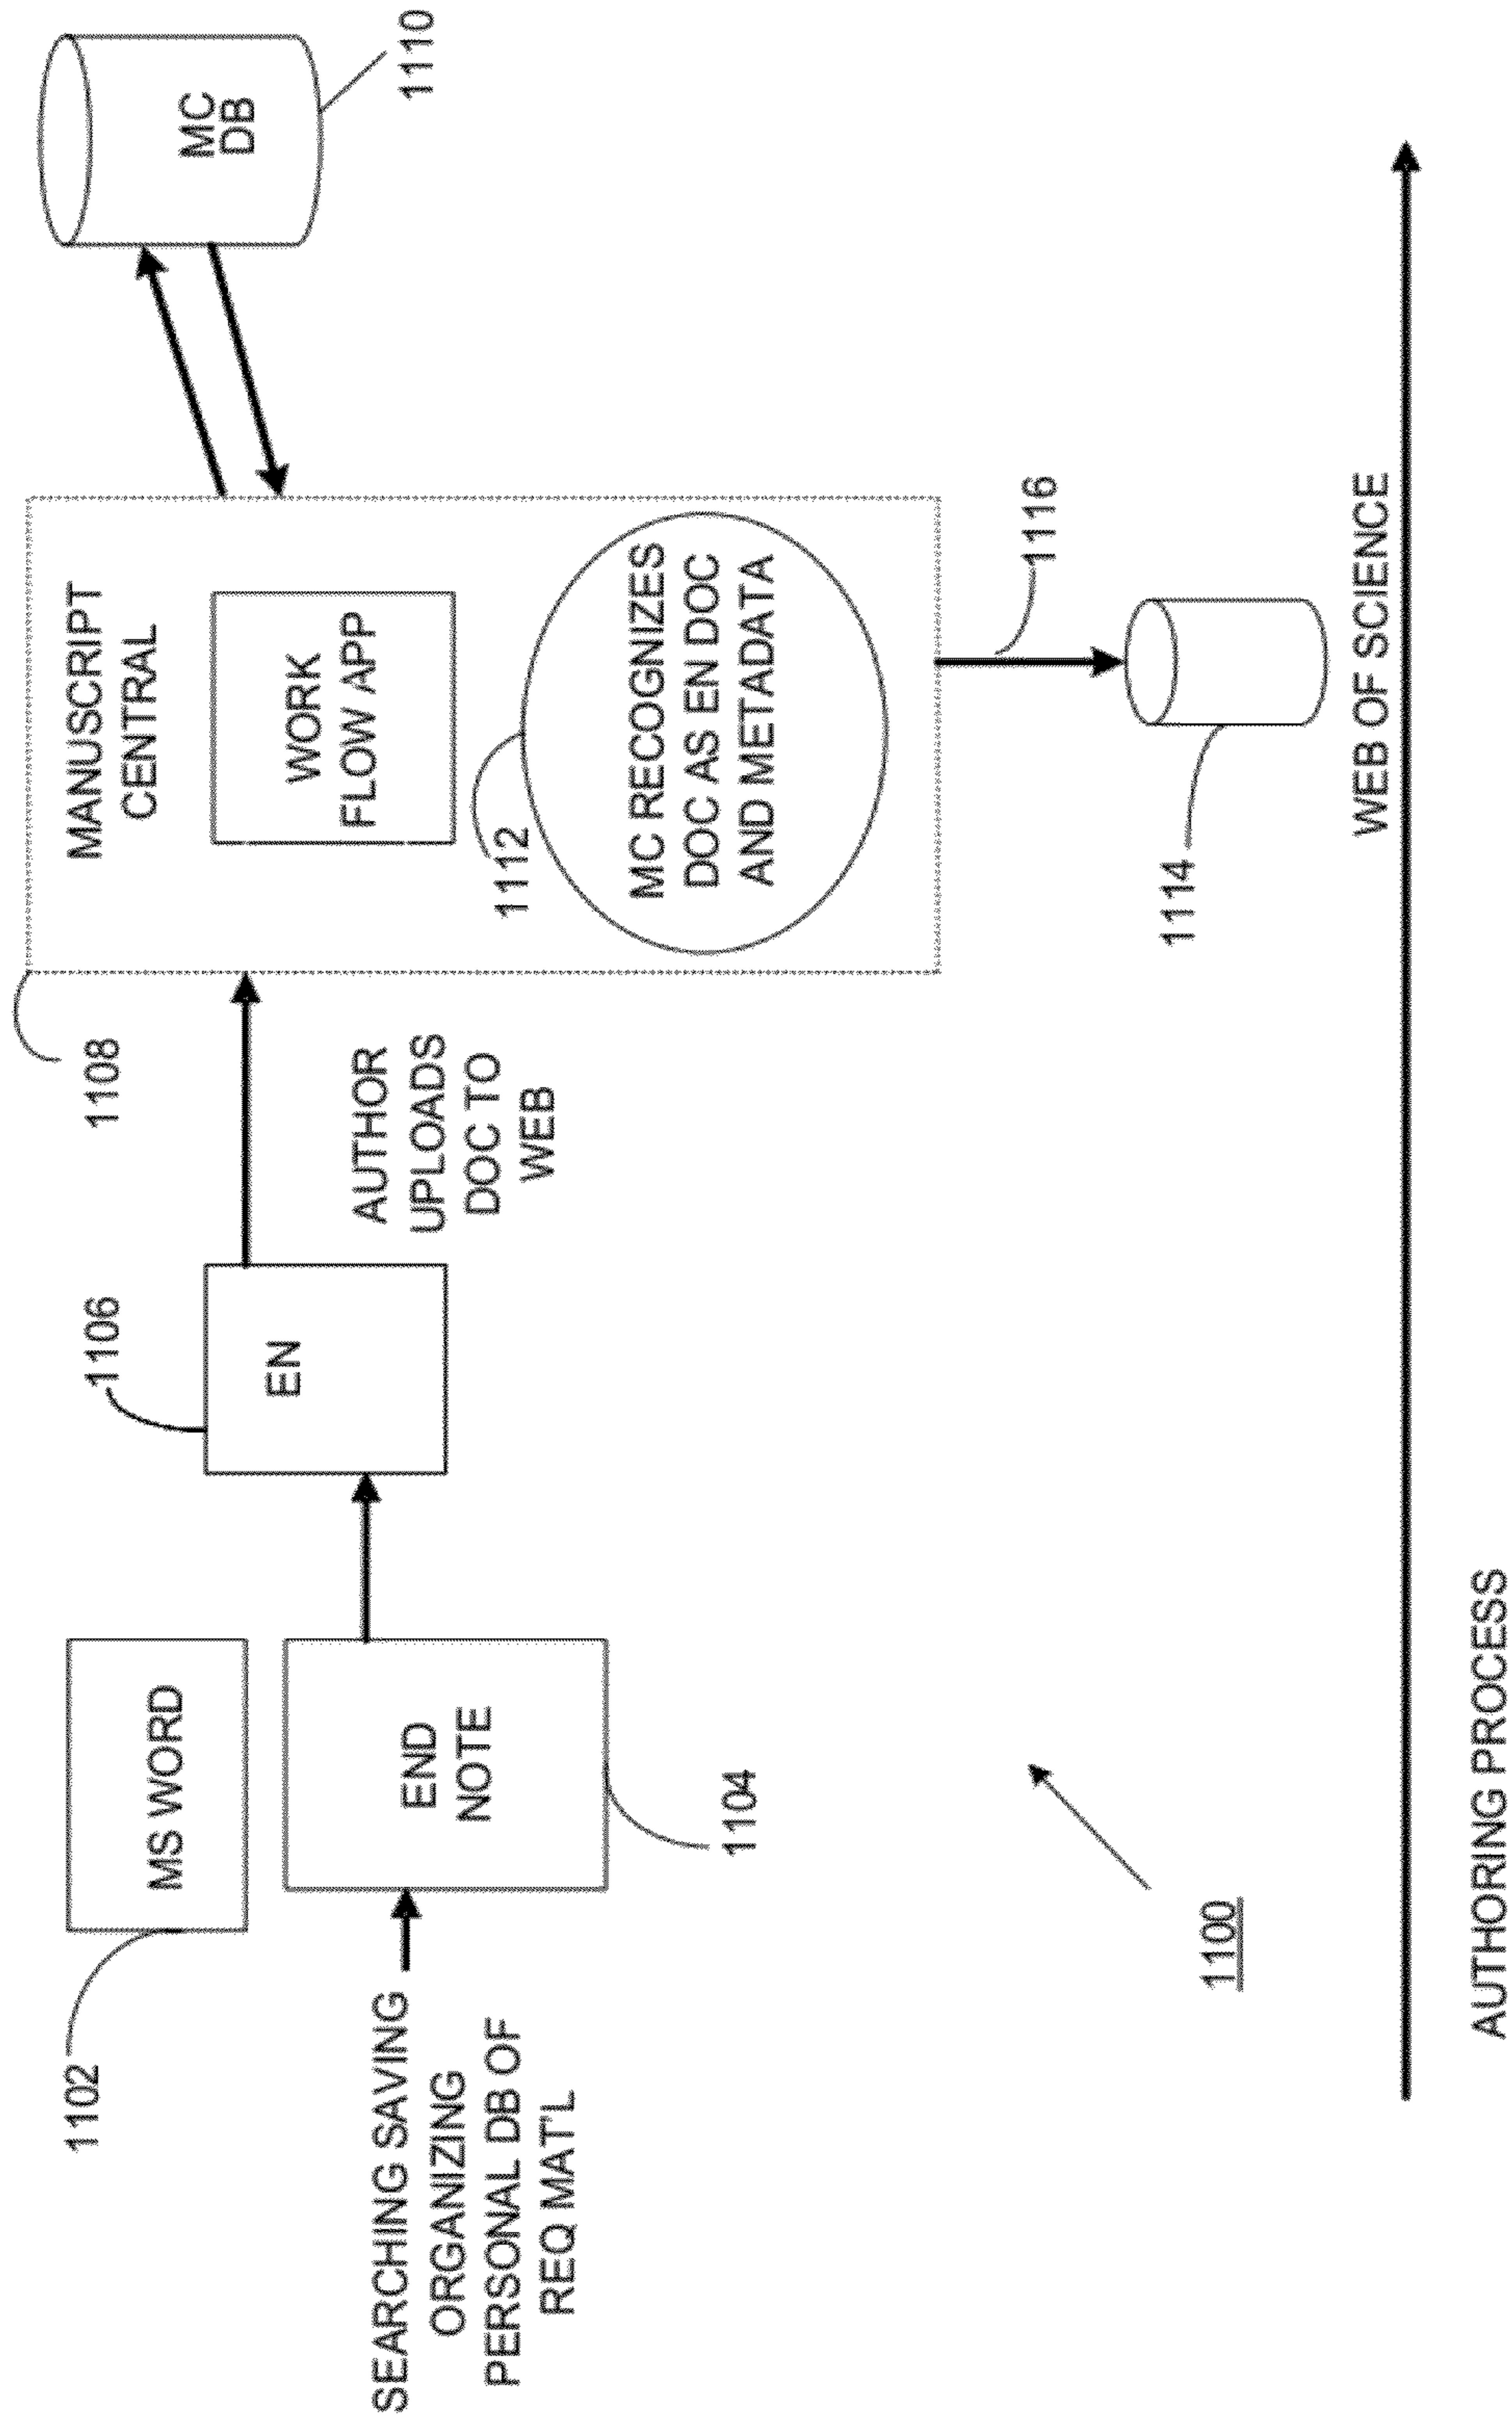 1102
MS WORD
SEARCHING SAVING
ORGANIZING
PERSONAL DB OF
REQ MAT'L
END
NOTE
1104
1106
EN
AUTHOR
UPLOADS
DOC TO
WEB
1108
MANUSCRIPT
CENTRAL
WORK
FLOW APP
1112
MC RECOGNIZES
DOC AS EN DOC
AND METADATA
MC
DB
1110
1116
1114
1100
WEB OF SCIENCE
AUTHORING PROCESS